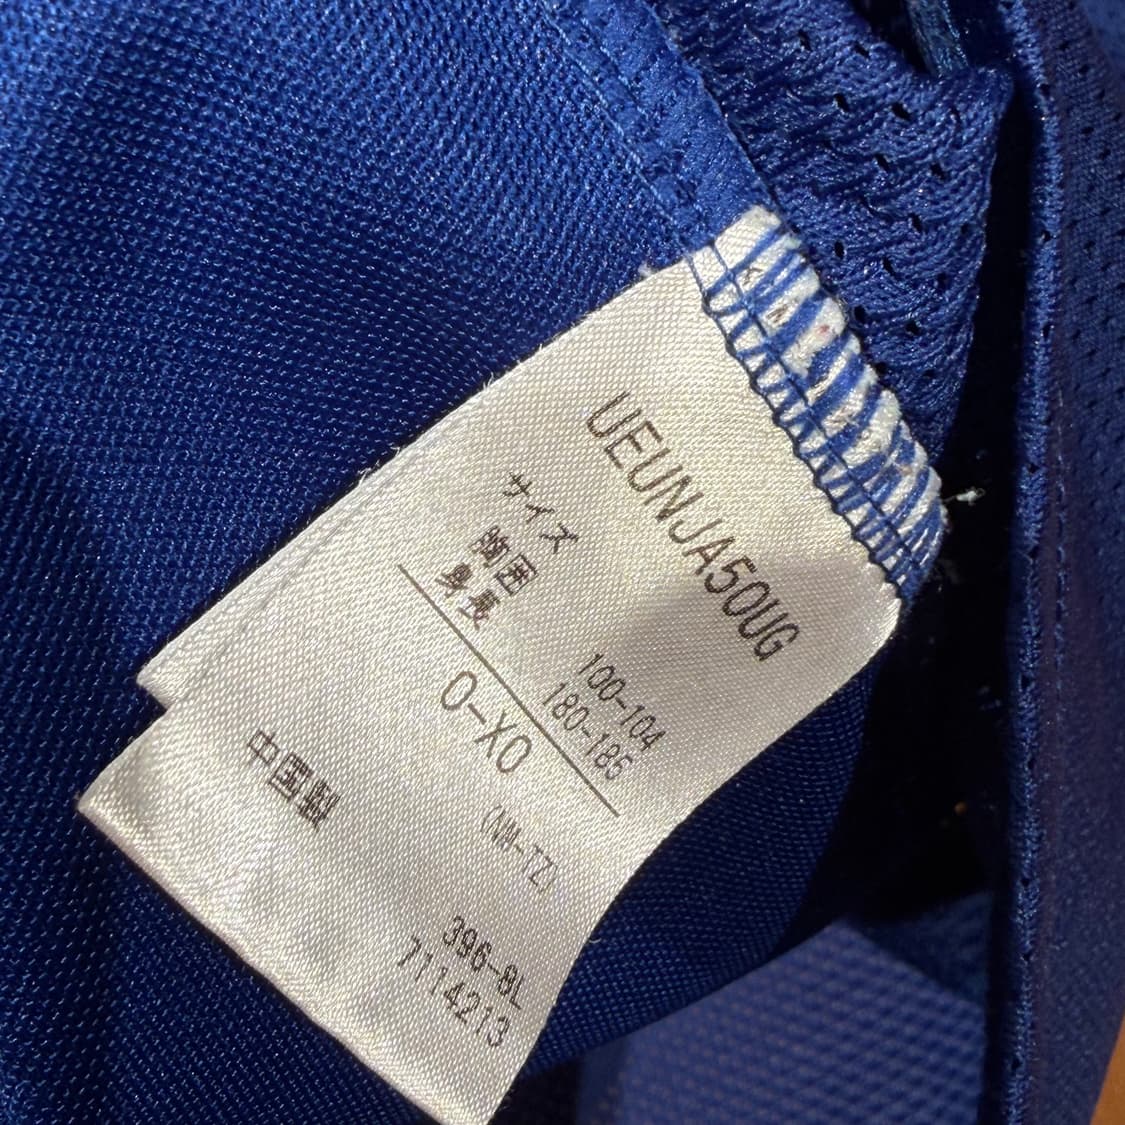 UEUNJA50UG
サイズ
胸囲 100-104
身長 180-185
O-XO
(NM-TZ)
中国製
396-8L
7114213